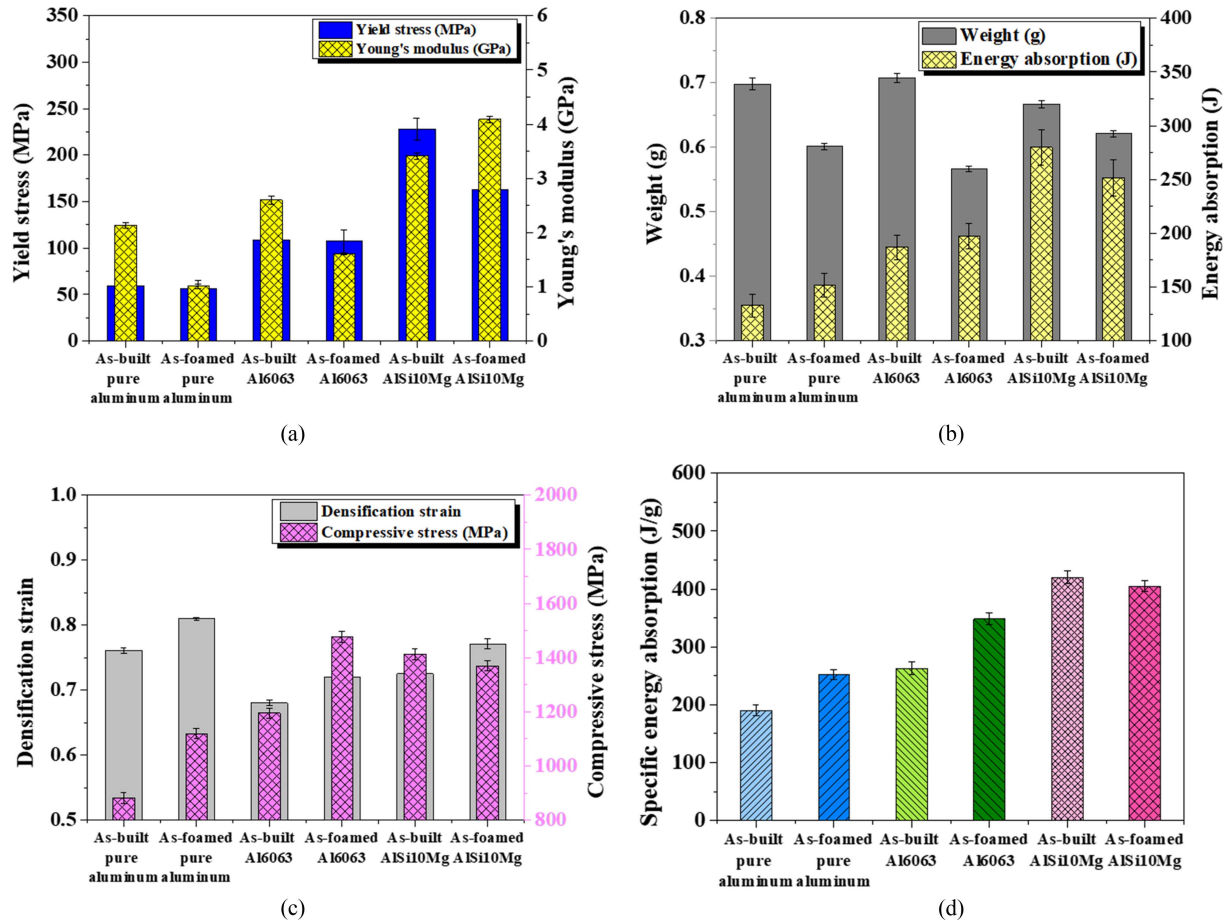 350
300
250
200
150
100
50
0
Yield stress (MPa)
Yield stress (MPa)
Young's modulus (GPa)
6
5
4
3
2
1
0
Young's modulus (GPa)
As-built As-foamed As-built As-foamed As-built As-foamed
pure pure Al6063 Al6063 AlSi10Mg AlSi10Mg
aluminum aluminum
(a)
0.8
0.7
0.6
0.5
0.4
0.3
Weight (g)
Weight (g)
Energy absorption (J)
400
350
300
250
200
150
100
Energy absorption (J)
As-built As-foamed As-built As-foamed As-built As-foamed
pure pure Al6063 Al6063 AlSi10Mg AlSi10Mg
aluminum aluminum
(b)
1.0
0.9
0.8
0.7
0.6
0.5
Densification strain
Densification strain
Compressive stress (MPa)
2000
1800
1600
1400
1200
1000
800
Compressive stress (MPa)
As-built As-foamed As-built As-foamed As-built As-foamed
pure pure Al6063 Al6063 AlSi10Mg AlSi10Mg
aluminum aluminum
(c)
600
500
400
300
200
100
0
Specific energy absorption (J/g)
As-built As-foamed As-built As-foamed As-built As-foamed
pure pure Al6063 Al6063 AlSi10Mg AlSi10Mg
aluminum aluminum
(d)